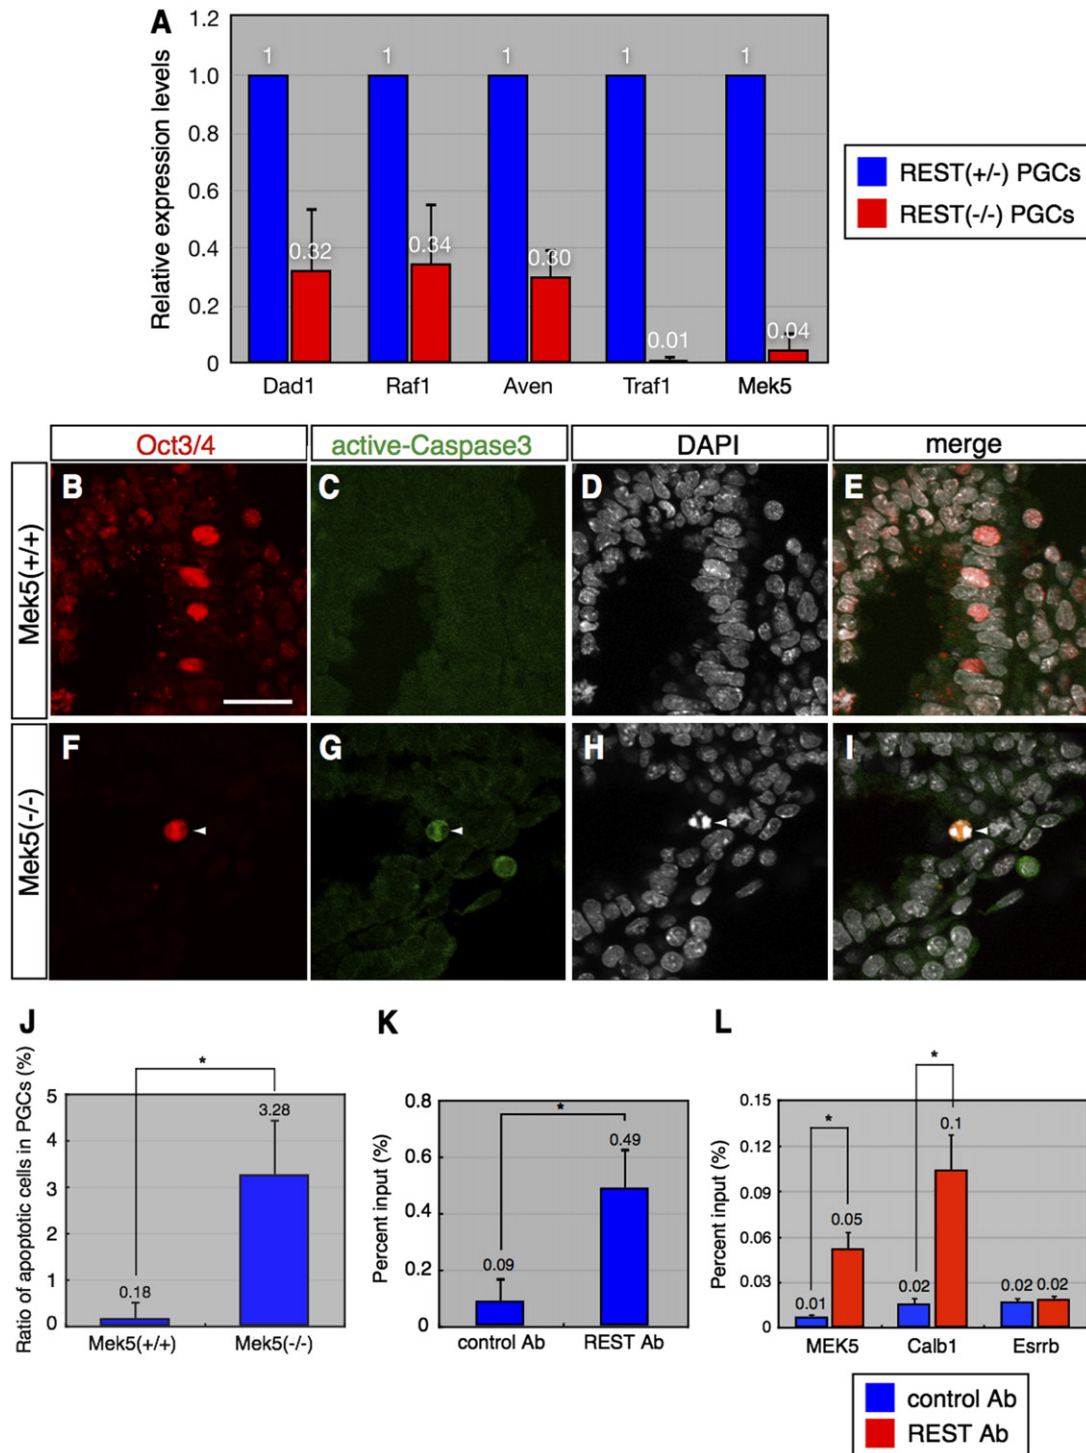 A
Relative expression levels
1.2
1.0
0.8
0.6
0.4
0.2
0
1
0.32
1
0.34
1
0.30
1
0.01
1
0.04
Dad1
Raf1
Aven
Traf1
Mek5
REST(+/-) PGCs
REST(-/-) PGCs
Oct3/4
active-Caspase3
DAPI
merge
Mek5(+/+)
B
C
D
E
Mek5(-/-)
F
G
H
I
J
Ratio of apoptotic cells in PGCs (%)
5
4
3
2
1
0
*
0.18
3.28
Mek5(+/+)
Mek5(-/-)
K
Percent input (%)
0.8
0.6
0.4
0.2
0
*
0.09
0.49
control Ab
REST Ab
L
Percent input (%)
0.15
0.12
0.09
0.06
0.03
0
*
*
0.01
0.05
0.02
0.1
0.02
0.02
MEK5
Calb1
Esrrb
control Ab
REST Ab